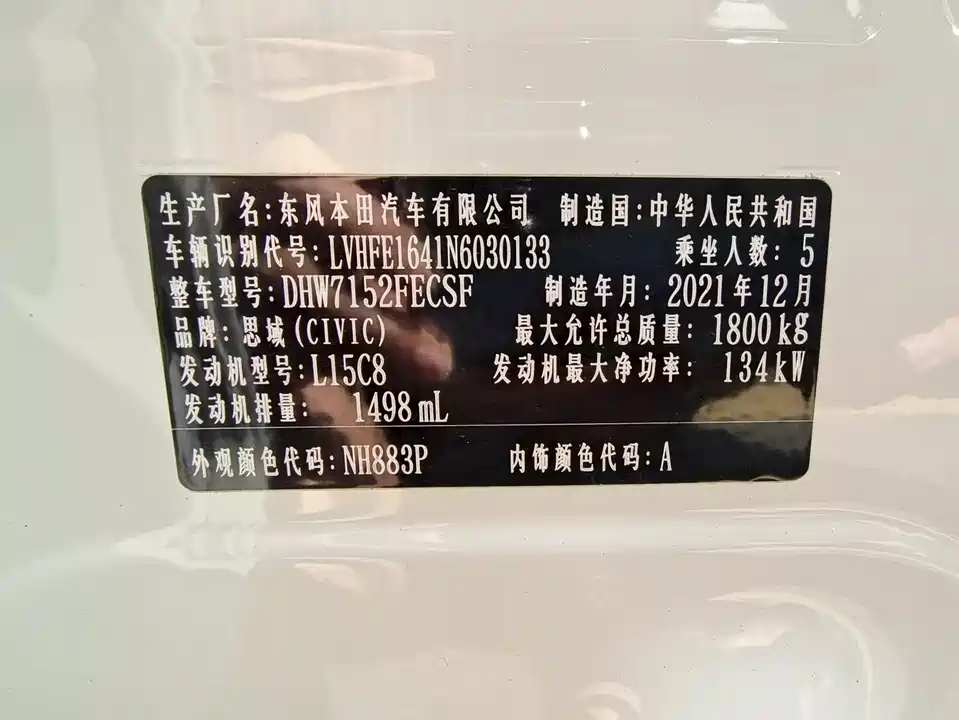 生产厂名:东风本田汽车有限公司 制造国:中华人民共和国
车辆识别代号: LVHFE1641N6030133 乘坐人数: 5
整车型号:DHW7152FECSF 制造年月: 2021年12月
品牌: 思域(CIVIC) 最大允许总质量: 1800kg
发动机型号:L15C8 发动机最大净功率: 134kW
发动机排量: 1498mL
外观颜色代码:NH883P 内饰颜色代码:A